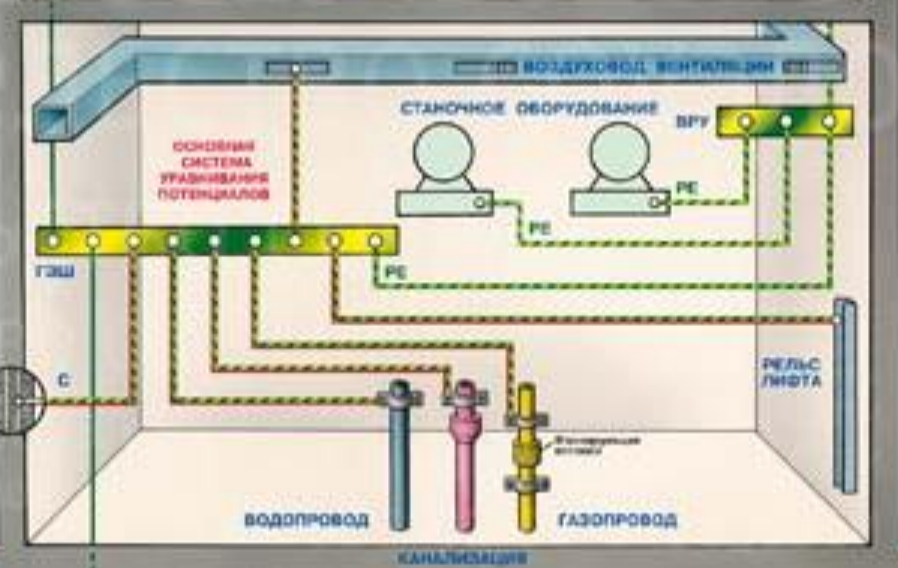 ВОЗДУХОВОД ВЕНТИЛЯЦИИ
СТАНОЧНОЕ ОБОРУДОВАНИЕ
ВРУ
ОСНОВНАЯ
СИСТЕМА
УРАВНИВАНИЯ
ПОТЕНЦИАЛОВ
PE
PE
ГЗШ
PE
С
РЕЛЬС
ЛИФТА
ВОДОПРОВОД
ГАЗОПРОВОД
КАНАЛИЗАЦИЯ